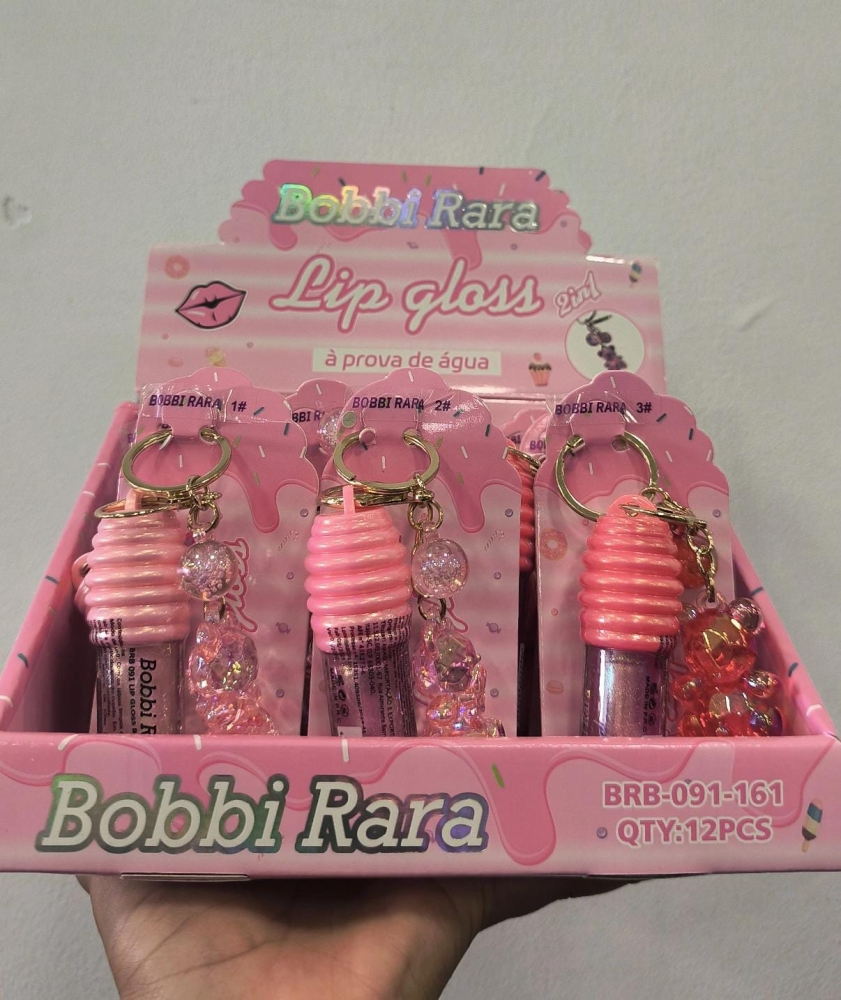 Bobbi Rara
Lip gloss
2in1
à prova de água
BOBBI RARA 1#
BOBBI RARA 2#
BOBBI RARA 3#
Bobbi R
BRB 091 LIP GLOSS
Bobbi Rara
BRB-091-161
QTY:12PCS